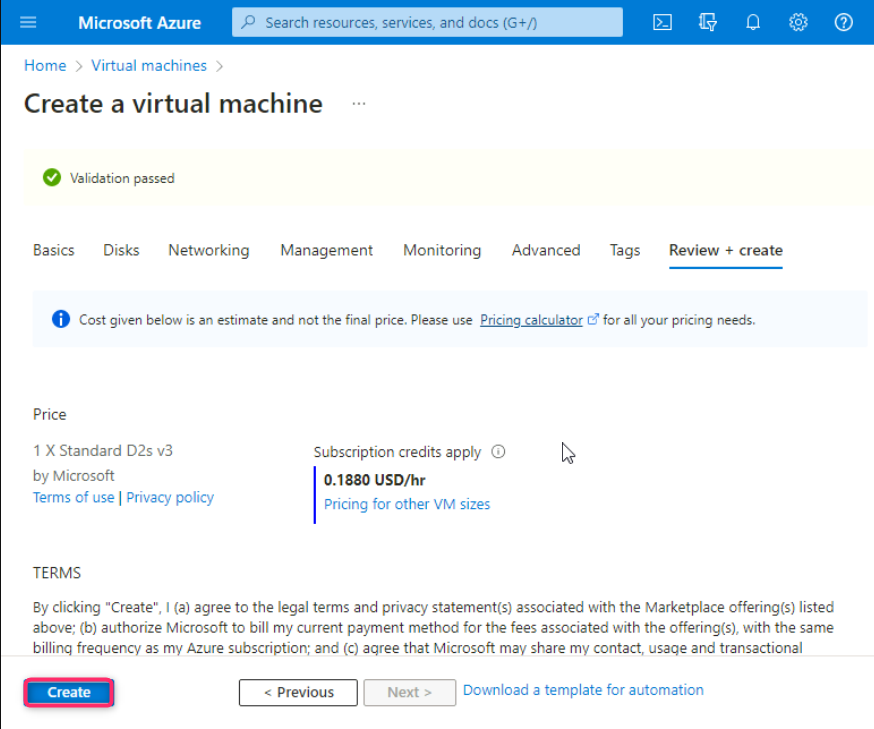 Microsoft Azure
Search resources, services, and docs (G+/)
Home > Virtual machines >
Create a virtual machine ...
Validation passed
Basics Disks Networking Management Monitoring Advanced Tags Review + create
Cost given below is an estimate and not the final price. Please use Pricing calculator for all your pricing needs.
Price
1 X Standard D2s v3
by Microsoft
Terms of use | Privacy policy
Subscription credits apply
0.1880 USD/hr
Pricing for other VM sizes
TERMS
By clicking "Create", I (a) agree to the legal terms and privacy statement(s) associated with the Marketplace offering(s) listed
above; (b) authorize Microsoft to bill my current payment method for the fees associated with the offering(s), with the same
billing frequency as my Azure subscription; and (c) agree that Microsoft may share my contact, usage and transactional
Create < Previous Next > Download a template for automation